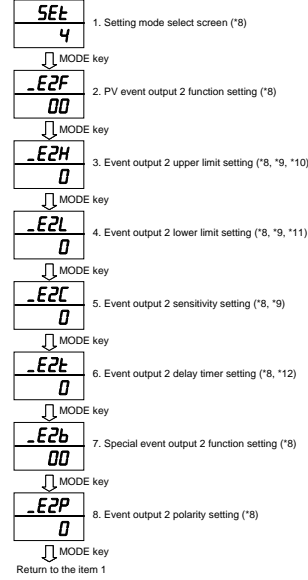 SEt
4
1. Setting mode select screen (*8)
MODE key
_E2F
00
2. PV event output 2 function setting (*8)
MODE key
_E2H
0
3. Event output 2 upper limit setting (*8, *9, *10)
MODE key
_E2L
0
4. Event output 2 lower limit setting (*8, *9, *11)
MODE key
_E2C
0
5. Event output 2 sensitivity setting (*8, *9)
MODE key
_E2t
0
6. Event output 2 delay timer setting (*8, *12)
MODE key
_E2b
00
7. Special event output 2 function setting (*8)
MODE key
_E2P
0
8. Event output 2 polarity setting (*8)
MODE key
Return to the item 1